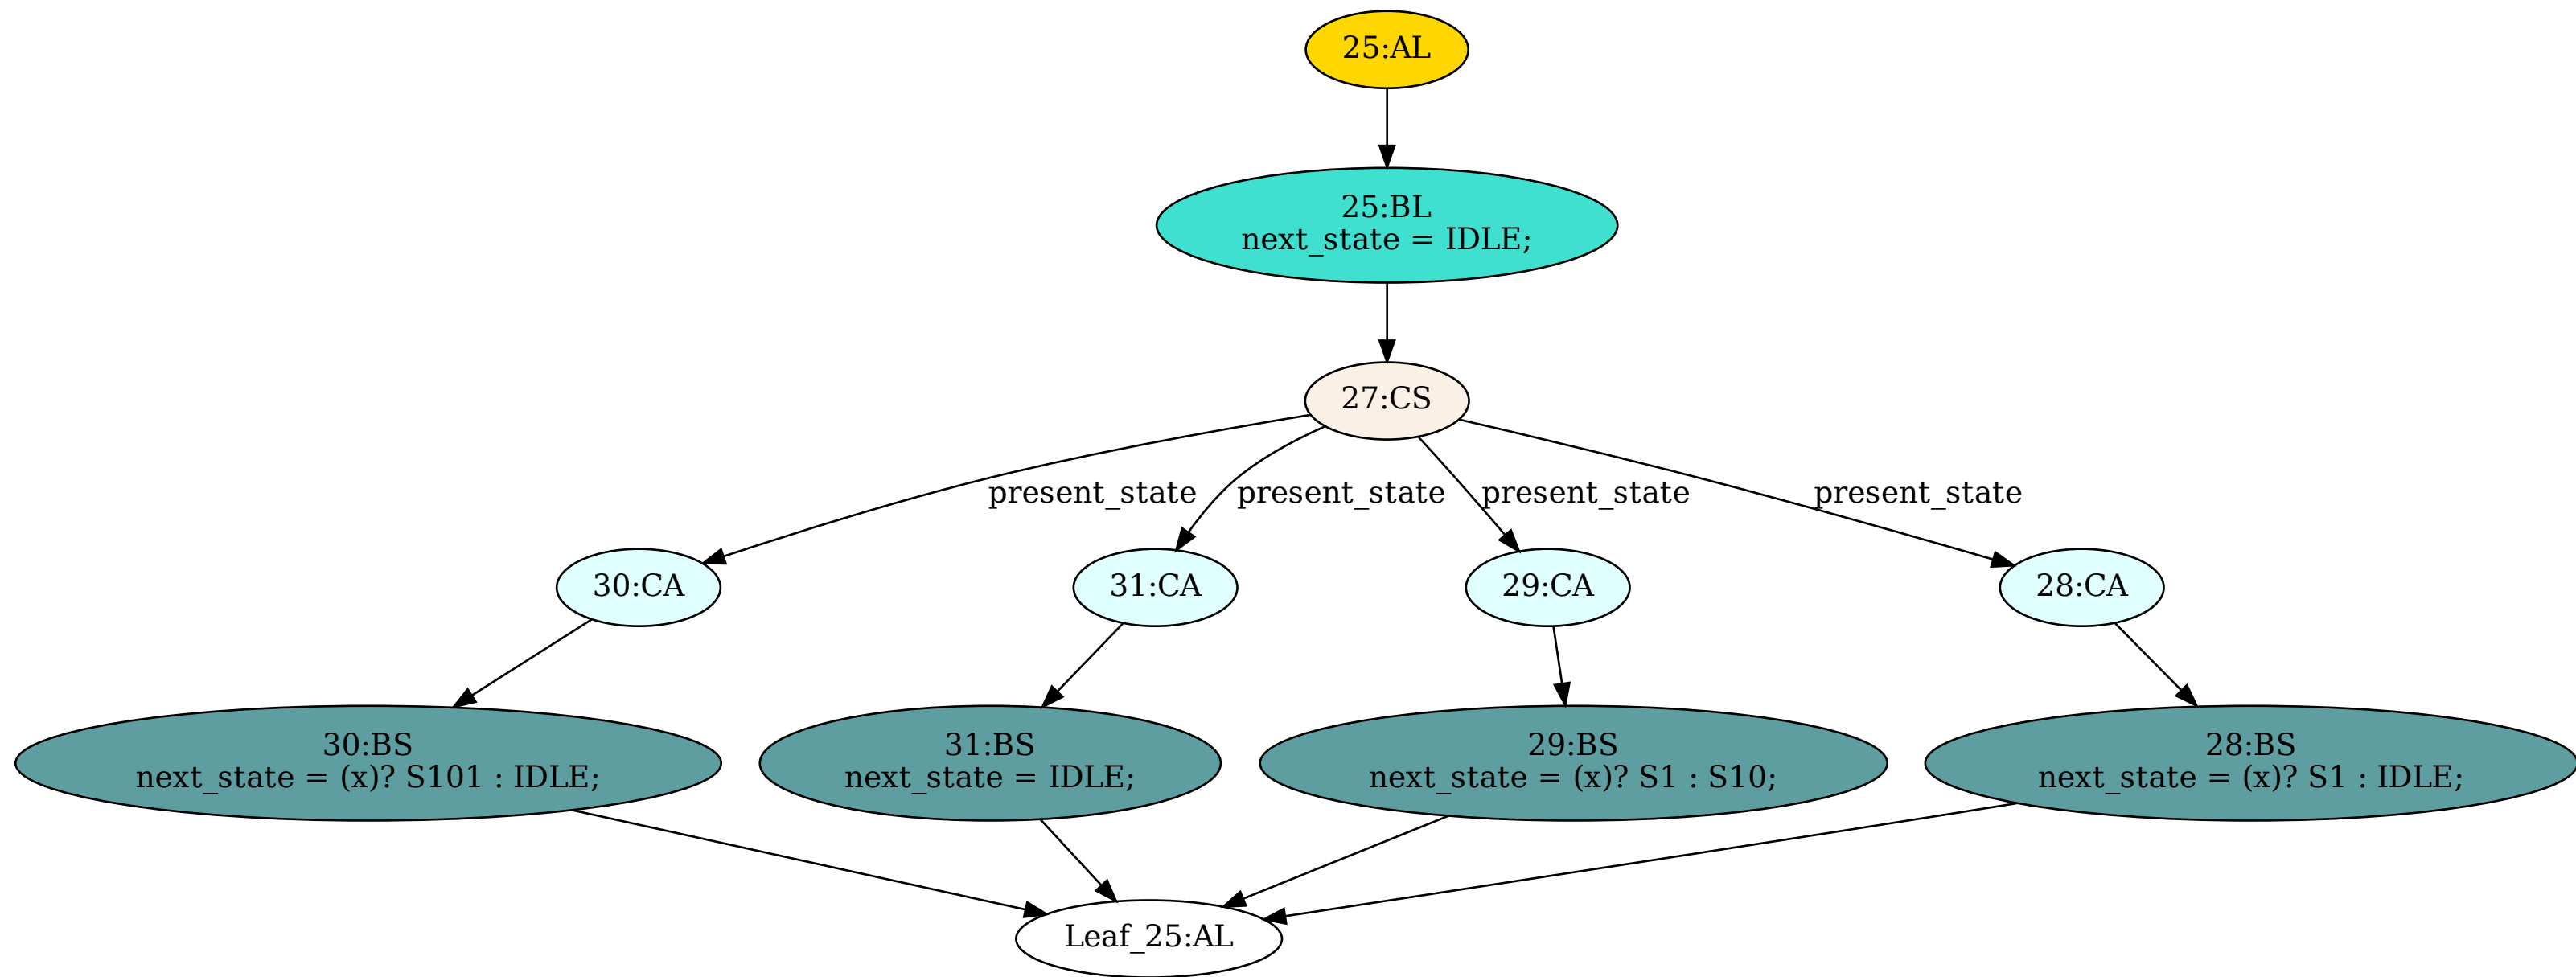 25:AL
25:BL
next_state = IDLE;
27:CS
present_state
present_state
present_state
present_state
30:CA
31:CA
29:CA
28:CA
30:BS
next_state = (x)? S101 : IDLE;
31:BS
next_state = IDLE;
29:BS
next_state = (x)? S1 : S10;
28:BS
next_state = (x)? S1 : IDLE;
Leaf_25:AL